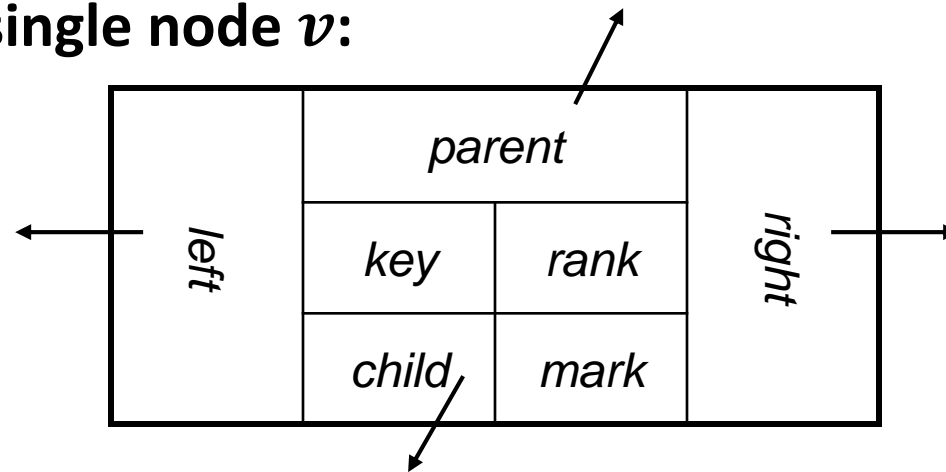 single node v:
parent
left
key
rank
right
child
mark